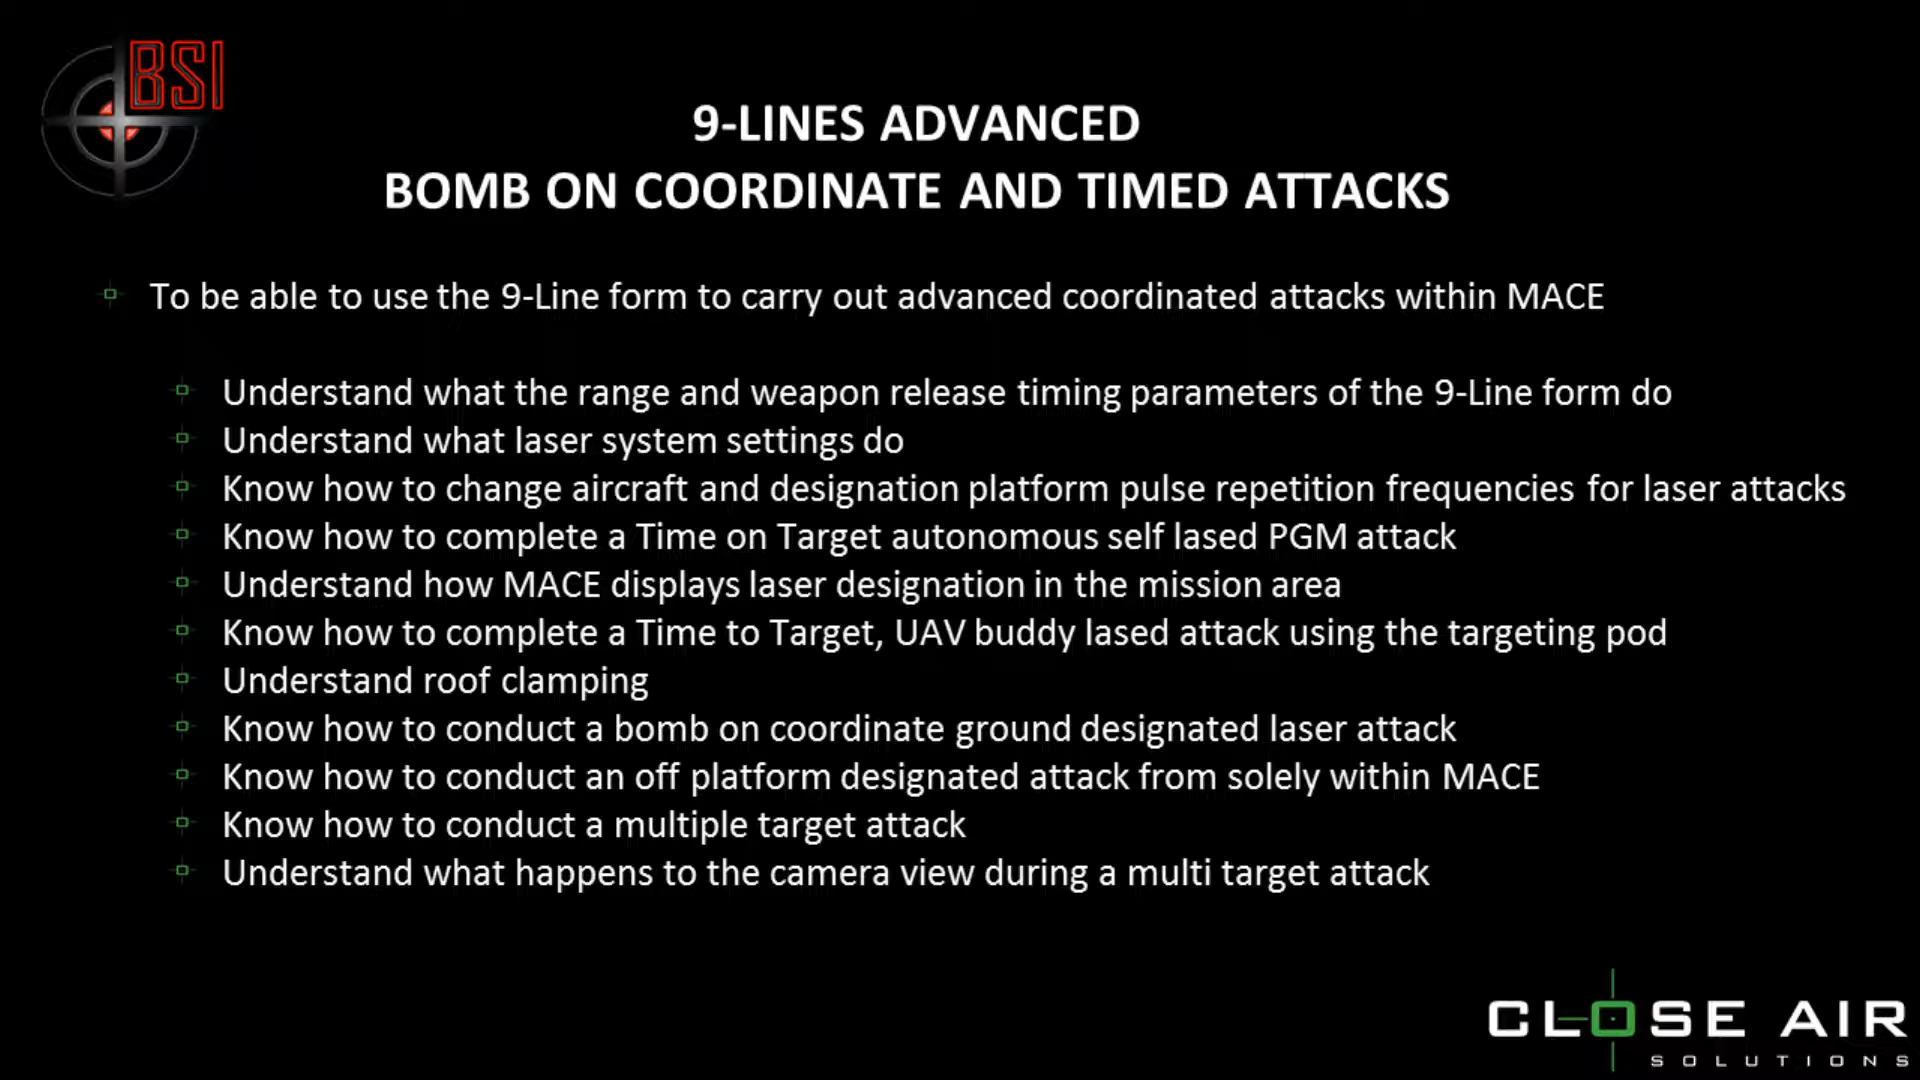 BSI
9-LINES ADVANCED
BOMB ON COORDINATE AND TIMED ATTACKS
To be able to use the 9-Line form to carry out advanced coordinated attacks within MACE
Understand what the range and weapon release timing parameters of the 9-Line form do
Understand what laser system settings do
Know how to change aircraft and designation platform pulse repetition frequencies for laser attacks
Know how to complete a Time on Target autonomous self lased PGM attack
Understand how MACE displays laser designation in the mission area
Know how to complete a Time to Target, UAV buddy lased attack using the targeting pod
Understand roof clamping
Know how to conduct a bomb on coordinate ground designated laser attack
Know how to conduct an off platform designated attack from solely within MACE
Know how to conduct a multiple target attack
Understand what happens to the camera view during a multi target attack
CLOSE AIR
SOLUTIONS